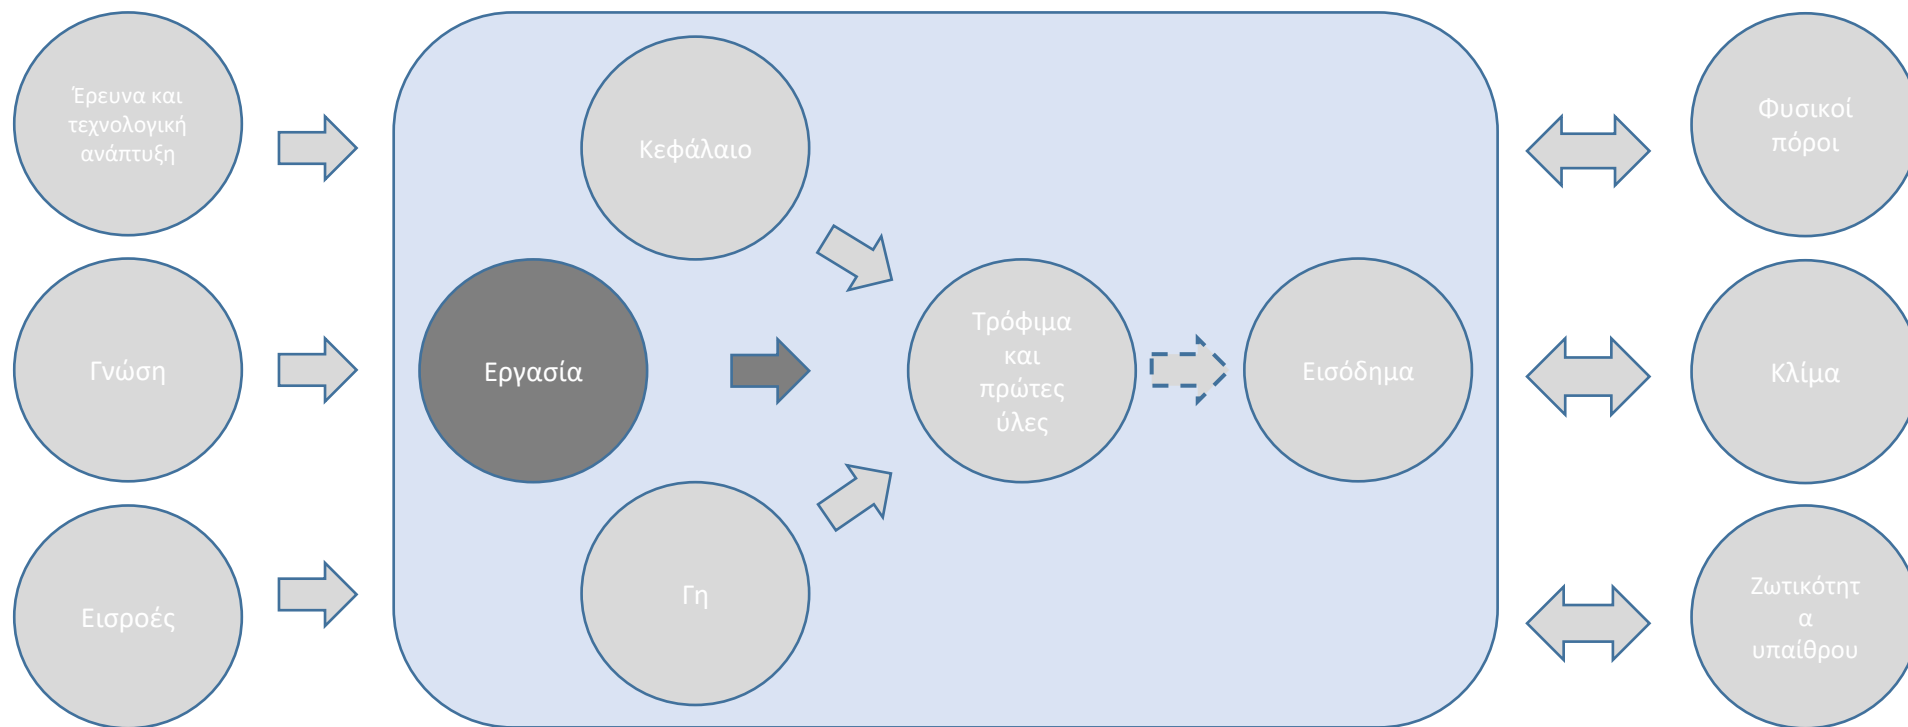 Έρευνα και
τεχνολογική
ανάπτυξη
Κεφάλαιο
Φυσικοί
πόροι
Γνώση
Εργασία
Τρόφιμα
και
πρώτες
ύλες
Εισόδημα
Κλίμα
Εισροές
Γη
Ζωτικότητ
α
υπαίθρου